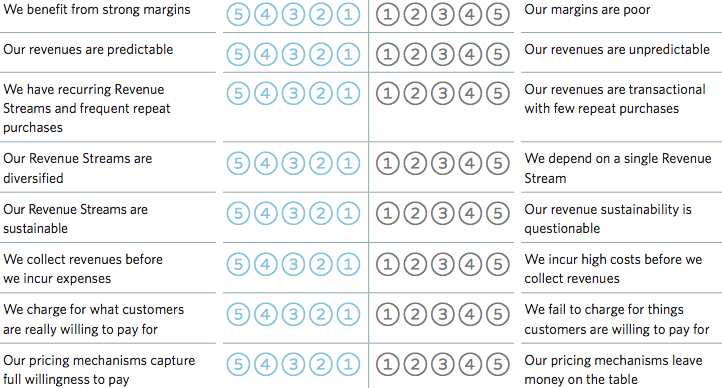 We benefit from strong margins 5 4 3 2 1 1 2 3 4 5 Our margins are poor
Our revenues are predictable 5 4 3 2 1 1 2 3 4 5 Our revenues are unpredictable
We have recurring Revenue
Streams and frequent repeat
purchases
5 4 3 2 1 1 2 3 4 5
Our revenues are transactional
with few repeat purchases
Our Revenue Streams are
diversified
5 4 3 2 1 1 2 3 4 5
We depend on a single Revenue
Stream
Our Revenue Streams are
sustainable
5 4 3 2 1 1 2 3 4 5
Our revenue sustainability is
questionable
We collect revenues before
we incur expenses
5 4 3 2 1 1 2 3 4 5
We incur high costs before we
collect revenues
We charge for what customers
are really willing to pay for
5 4 3 2 1 1 2 3 4 5
We fail to charge for things
customers are willing to pay for
Our pricing mechanisms capture
full willingness to pay
5 4 3 2 1 1 2 3 4 5
Our pricing mechanisms leave
money on the table